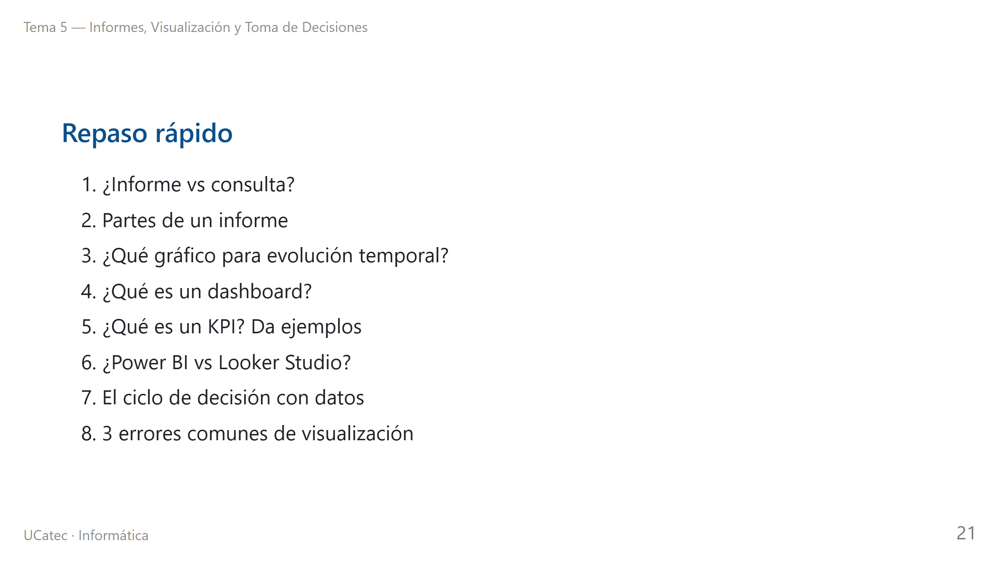 Tema 5 — Informes, Visualización y Toma de Decisiones
Repaso rápido
1. ¿Informe vs consulta?
2. Partes de un informe
3. ¿Qué gráfico para evolución temporal?
4. ¿Qué es un dashboard?
5. ¿Qué es un KPI? Da ejemplos
6. ¿Power BI vs Looker Studio?
7. El ciclo de decisión con datos
8. 3 errores comunes de visualización
UCatec · Informática
21